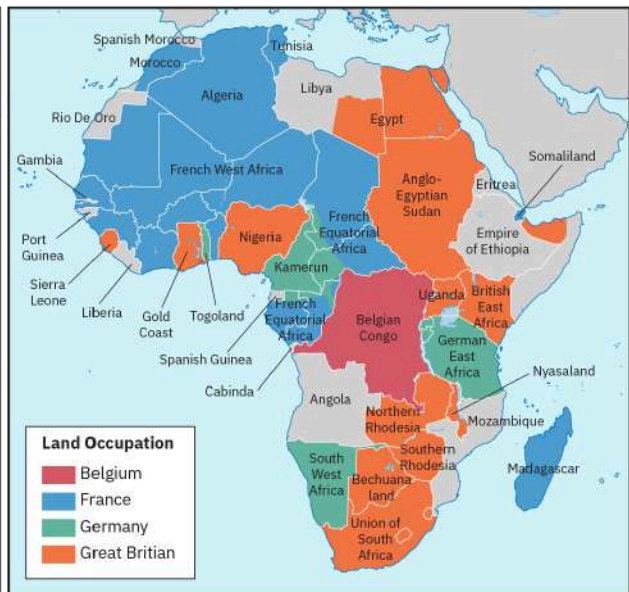 Spanish Morocco
Tunisia
Morocco
Algeria
Libya
Egypt
Rio De Oro
French West Africa
Gambia
Anglo-
Egyptian
Sudan
Somaliland
Eritrea
Port
Guinea
Nigeria
French
Equatorial
Africa
Empire
of Ethiopia
Sierra
Leone
Kamerun
Liberia
Gold
Coast
Togoland
Uganda
British
East
Africa
French
Equatorial
Africa
Belgian
Congo
Spanish Guinea
German
East
Africa
Cabinda
Nyasaland
Angola
Northern
Rhodesia
Mozambique
Southern
Rhodesia
Madagascar
South
West
Africa
Bechuana
land
Union of
South
Africa
Land Occupation
Belgium
France
Germany
Great Britian